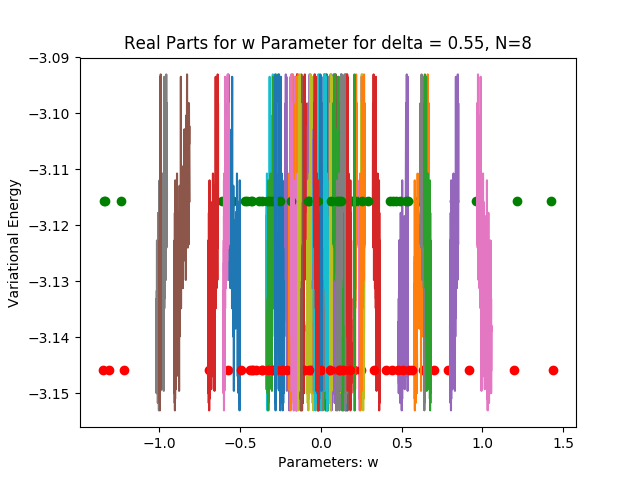 Real Parts for w Parameter for delta = 0.55, N=8
−3.09
−3.10
−3.11
−3.12
−3.13
−3.14
−3.15
Variational Energy
−1.0 −0.5 0.0 0.5 1.0 1.5
Parameters: w